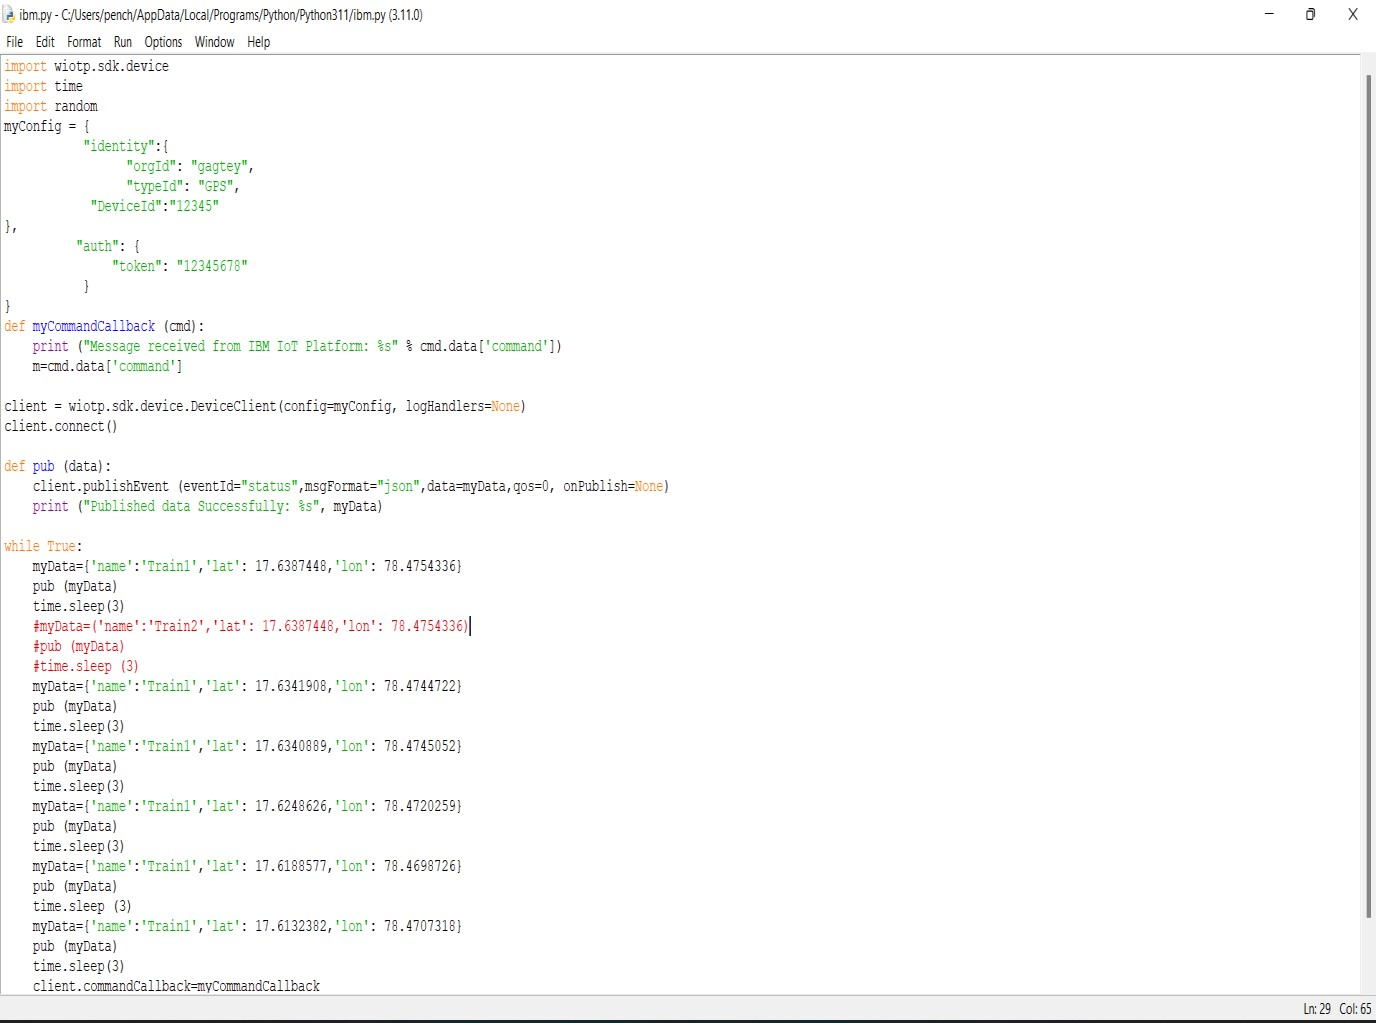 ibm.py - C:/Users/pench/AppData/Local/Programs/Python/Python311/ibm.py (3.11.0)
File Edit Format Run Options Window Help
import wiotp.sdk.device
import time
import random
myConfig = {
"identity":{
"orgId": "gagtey",
"typeId": "GPS",
"DeviceId":"12345"
},
"auth": {
"token": "12345678"
}
}
def myCommandCallback (cmd):
print ("Message received from IBM IoT Platform: %s" % cmd.data['command'])
m=cmd.data['command']
client = wiotp.sdk.device.DeviceClient(config=myConfig, logHandlers=None)
client.connect()
def pub (data):
client.publishEvent (eventId="status",msgFormat="json",data=myData,qos=0, onPublish=None)
print ("Published data Successfully: %s", myData)
while True:
myData={'name':'Train1','lat': 17.6387448,'lon': 78.4754336}
pub (myData)
time.sleep(3)
#myData=('name':'Train2','lat': 17.6387448,'lon': 78.4754336)
#pub (myData)
#time.sleep (3)
myData={'name':'Train1','lat': 17.6341908,'lon': 78.4744722}
pub (myData)
time.sleep(3)
myData={'name':'Train1','lat': 17.6340889,'lon': 78.4745052}
pub (myData)
time.sleep(3)
myData={'name':'Train1','lat': 17.6248626,'lon': 78.4720259}
pub (myData)
time.sleep(3)
myData={'name':'Train1','lat': 17.6188577,'lon': 78.4698726}
pub (myData)
time.sleep (3)
myData={'name':'Train1','lat': 17.6132382,'lon': 78.4707318}
pub (myData)
time.sleep(3)
client.commandCallback=myCommandCallback
Ln: 29 Col: 65